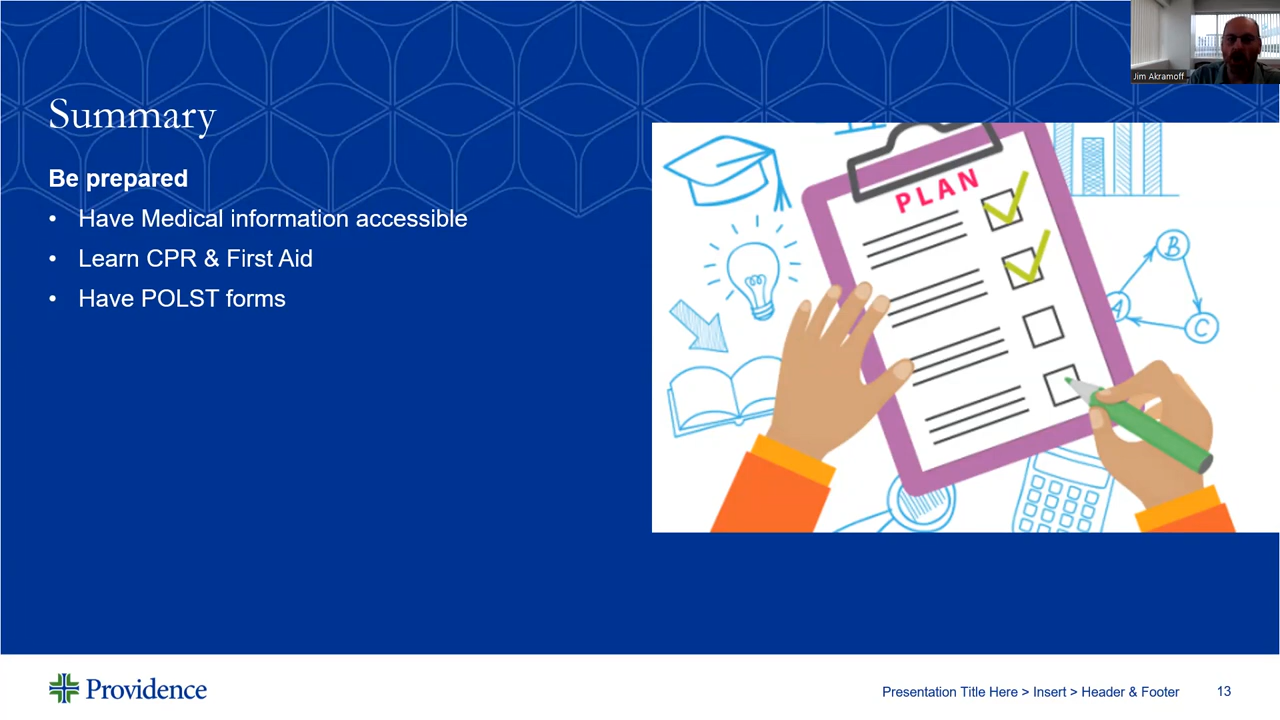 Jim Akramoff
Summary
Be prepared
• Have Medical information accessible
• Learn CPR & First Aid
• Have POLST forms
PLAN
B
A
C
Providence
Presentation Title Here > Insert > Header & Footer
13